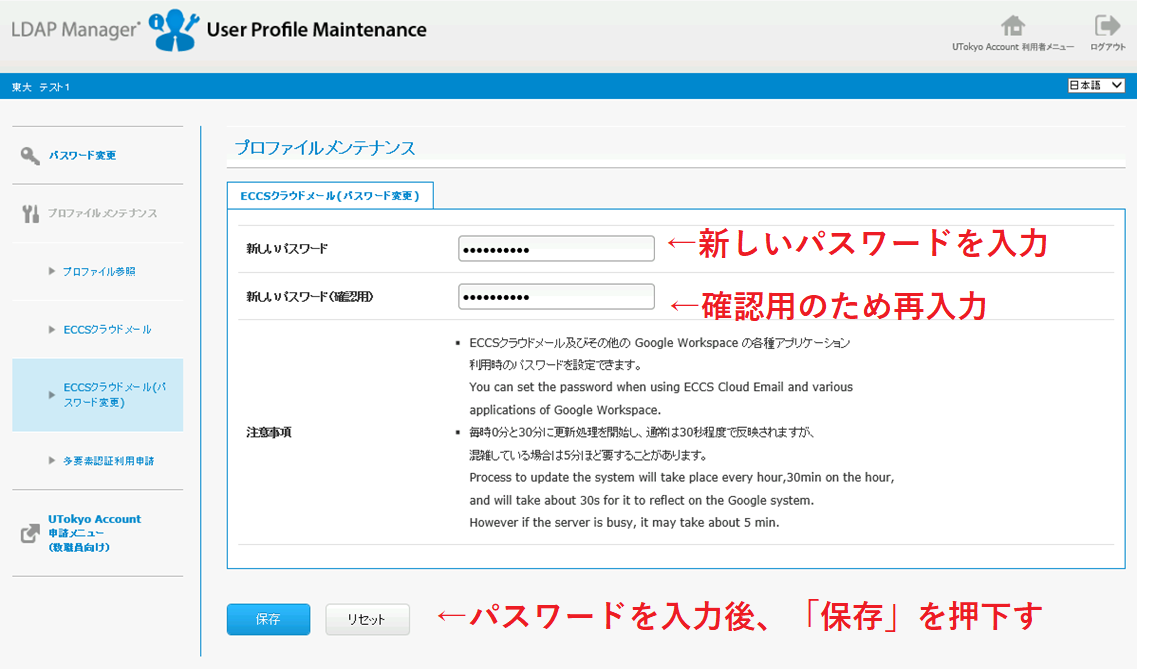 LDAP Manager User Profile Maintenance
UTokyo Account 利用者メニュー
ログアウト
東大 テスト1
日本語
パスワード変更
プロファイルメンテナンス
プロファイル参照
ECCSクラウドメール
ECCSクラウドメール(パ
スワード変更)
多要素認証利用申請
UTokyo Account
申請メニュー
(教職員向け)
プロファイルメンテナンス
ECCSクラウドメール(パスワード変更)
新しいパスワード ●●●●●●●●●● ←新しいパスワードを入力
新しいパスワード(確認用) ●●●●●●●●●● ←確認用のため再入力
注意事項
• ECCSクラウドメール及びその他の Google Workspace の各種アプリケーション
利用時のパスワードを設定できます。
You can set the password when using ECCS Cloud Email and various
applications of Google Workspace.
• 毎時0分と30分に更新処理を開始し、通常は30秒程度で反映されますが、
混雑している場合は5分ほど要することがあります。
Process to update the system will take place every hour,30min on the hour,
and will take about 30s for it to reflect on the Google system.
However if the server is busy, it may take about 5 min.
保存 リセット ←パスワードを入力後、「保存」を押下す